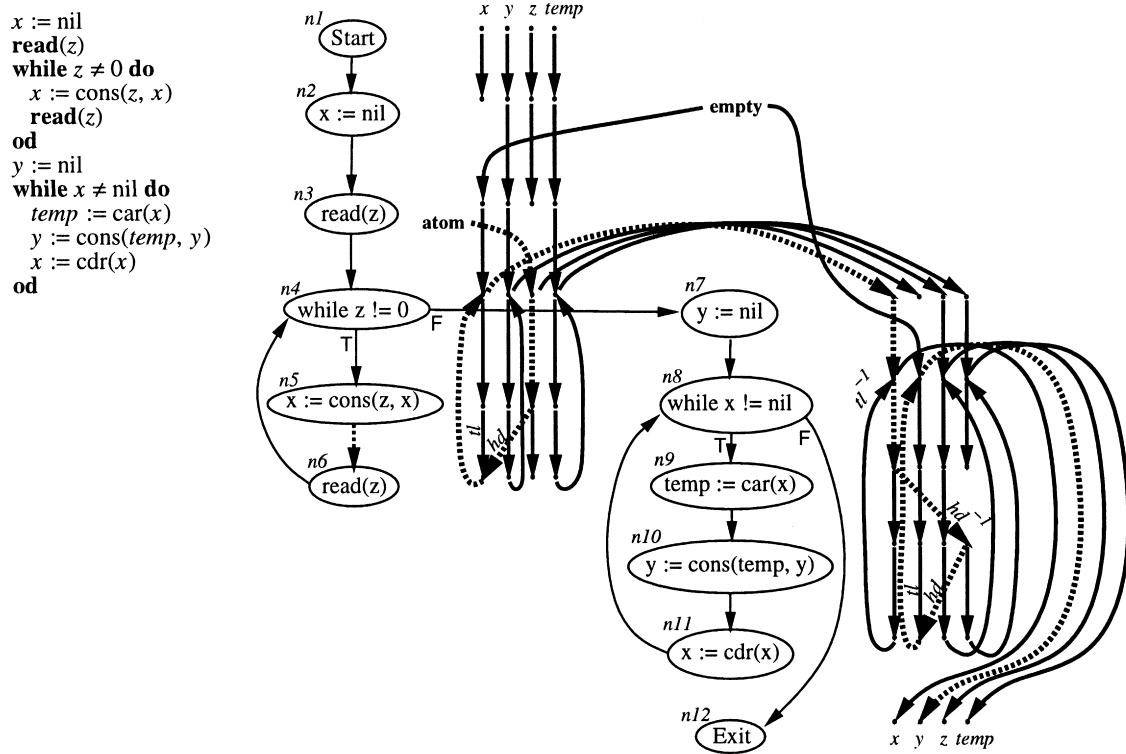 x := nil
read(z)
while z ≠ 0 do
x := cons(z, x)
read(z)
od
y := nil
while x ≠ nil do
temp := car(x)
y := cons(temp, y)
x := cdr(x)
od
n1
Start
n2
x := nil
n3
read(z)
n4
while z != 0
F
T
n5
x := cons(z, x)
n6
read(z)
x y z temp
empty
atom
tl
hd
n7
y := nil
n8
while x != nil
T
F
n9
temp := car(x)
n10
y := cons(temp, y)
n11
x := cdr(x)
n12
Exit
tl⁻¹
hd⁻¹
tl
hd
x y z temp